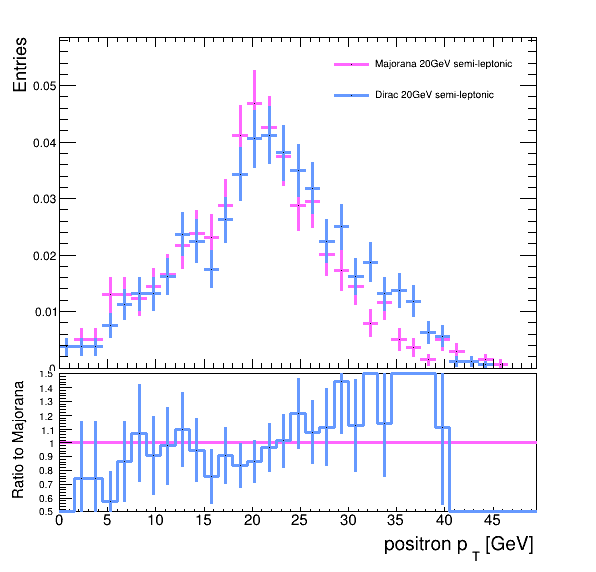 Entries
0.05
0.04
0.03
0.02
0.01
0
Majorana 20GeV semi-leptonic
Dirac 20GeV semi-leptonic
Ratio to Majorana
1.5
1.4
1.3
1.2
1.1
1
0.9
0.8
0.7
0.6
0.5
0 5 10 15 20 25 30 35 40 45
positron p_T [GeV]